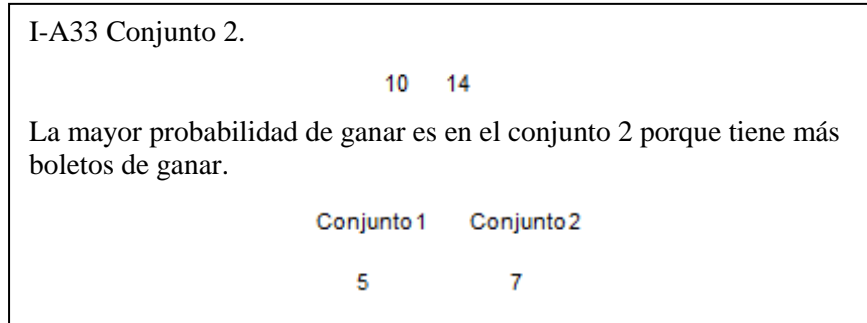 I-A33 Conjunto 2.
10 14
La mayor probabilidad de ganar es en el conjunto 2 porque tiene más
boletos de ganar.
Conjunto 1 Conjunto 2
5 7